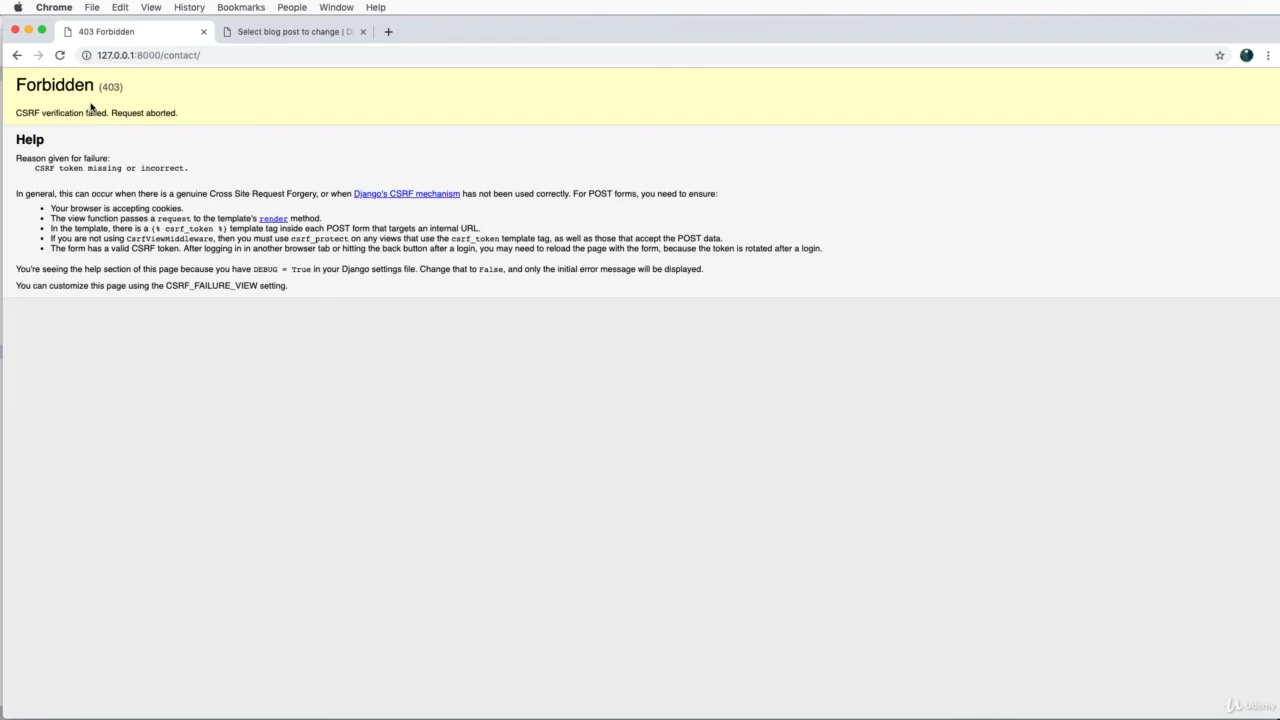 Chrome File Edit View History Bookmarks People Window Help
403 Forbidden Select blog post to change | D
127.0.0.1:8000/contact/
Forbidden (403)
CSRF verification failed. Request aborted.
Help
Reason given for failure:
CSRF token missing or incorrect.
In general, this can occur when there is a genuine Cross Site Request Forgery, or when Django's CSRF mechanism has not been used correctly. For POST forms, you need to ensure:
• Your browser is accepting cookies.
• The view function passes a request to the template's render method.
• In the template, there is a {% csrf_token %} template tag inside each POST form that targets an internal URL.
• If you are not using CsrfViewMiddleware, then you must use csrf_protect on any views that use the csrf_token template tag, as well as those that accept the POST data.
• The form has a valid CSRF token. After logging in in another browser tab or hitting the back button after a login, you may need to reload the page with the form, because the token is rotated after a login.
You're seeing the help section of this page because you have DEBUG = True in your Django settings file. Change that to False, and only the initial error message will be displayed.
You can customize this page using the CSRF_FAILURE_VIEW setting.
Udemy